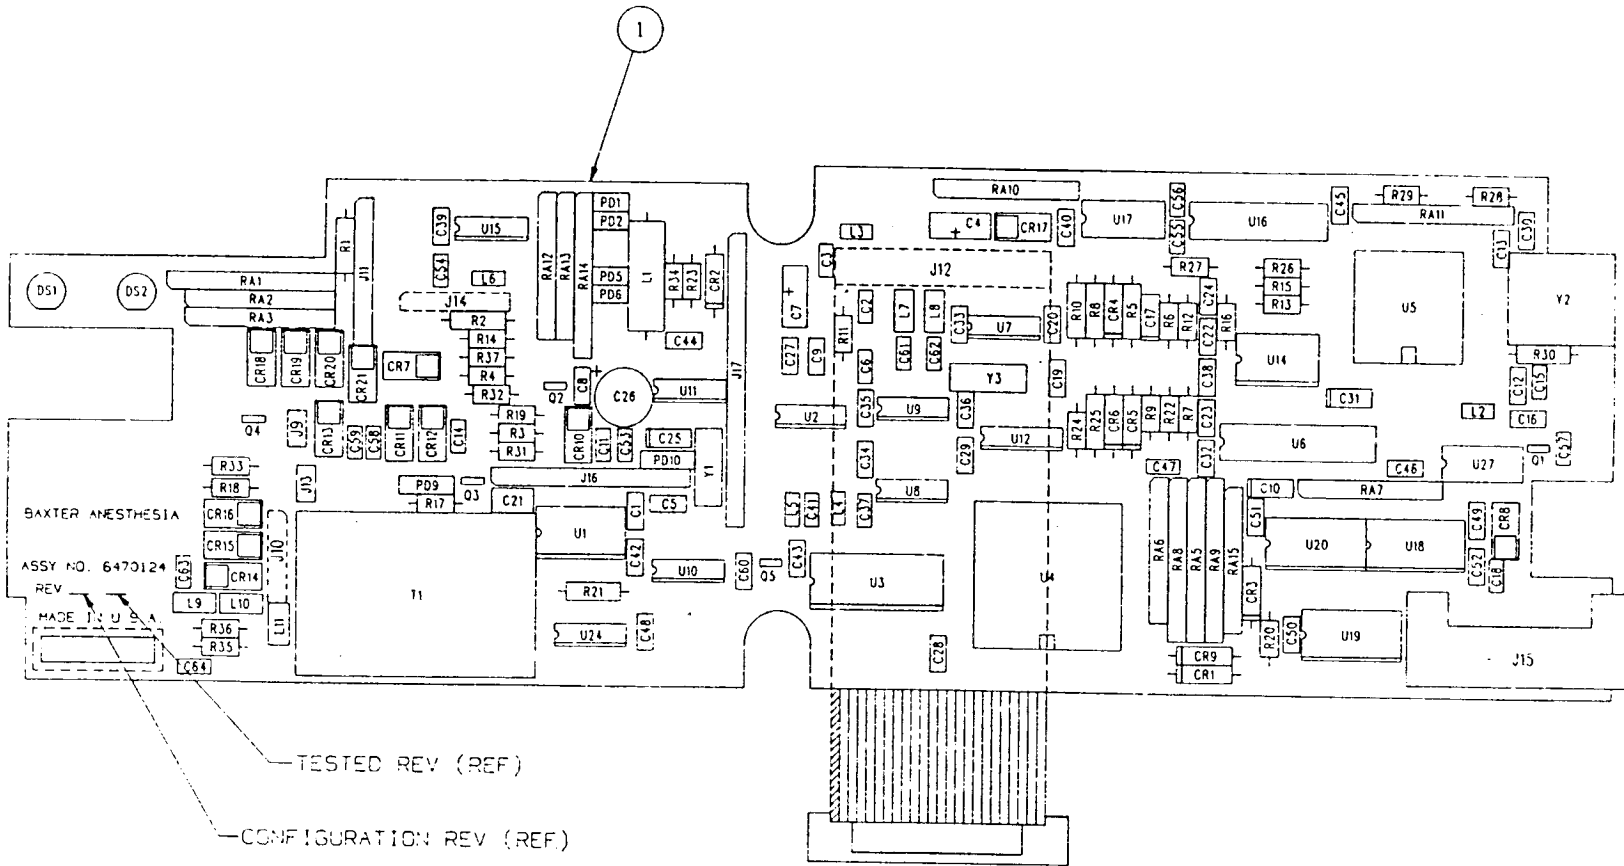 1
RA10
C56
C45
R29
R28
RA11
PD1
PD2
R1
J11
C39
U15
RA12
RA13
RA14
L1
C4
CR17
C40
U17
C55
U16
C30
C13
L3
C3
J12
C54
L6
PD5
PD6
R34
R23
CR2
R27
R26
R15
R13
DS1
DS2
RA1
RA2
RA3
J14
R2
R14
R37
R4
R32
C7
C2
L7
L8
C33
U7
C20
R10
R8
CR4
R5
C17
R6
R12
C24
C22
R16
U5
Y2
C44
J17
R11
C27
C9
C6
C61
C62
U14
R30
CR18
CR19
CR20
CR21
CR7
Q2
C8
C26
U11
Y3
C19
C38
C12
C15
C31
L2
C16
Q4
J9
CR13
C59
C58
CR11
CR12
C14
R19
R3
R31
CR10
C11
C53
C25
PD10
Y1
U2
C35
U9
C36
U12
R24
R25
CR6
CR5
R9
R22
R7
C23
C32
U6
Q1
C57
R33
R18
J13
PD9
R17
Q3
J16
C21
C34
C29
C47
C46
U27
BAXTER ANESTHESIA
CR16
CR15
CR14
J10
C1
C5
L5
C41
L4
C37
U8
C10
RA7
C51
C49
CR8
ASSY NO. 6470124
REV
C63
T1
U1
C42
U10
C60
Q5
C43
U3
U4
RA6
RA8
RA5
RA9
RA15
CR3
U20
U18
C52
C18
MADE IN U S A
L9
L10
L11
R36
R35
C64
R21
U24
C48
C28
R20
C50
U19
CR9
CR1
J15
TESTED REV (REF)
CONFIGURATION REV (REF)